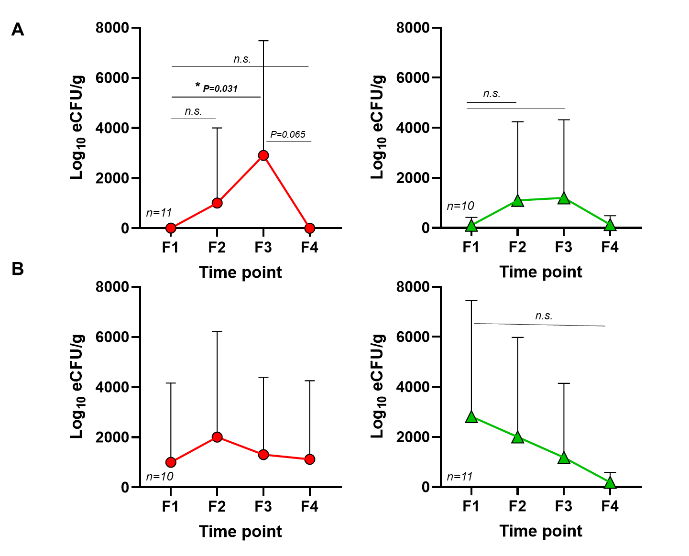 A
8000
6000
4000
2000
0
Log10 eCFU/g
n.s.
* P=0.031
n.s.
P=0.065
n=11
F1 F2 F3 F4
Time point
8000
6000
4000
2000
0
Log10 eCFU/g
n.s.
n=10
F1 F2 F3 F4
Time point
B
8000
6000
4000
2000
0
Log10 eCFU/g
n=10
F1 F2 F3 F4
Time point
8000
6000
4000
2000
0
Log10 eCFU/g
n.s.
n=11
F1 F2 F3 F4
Time point